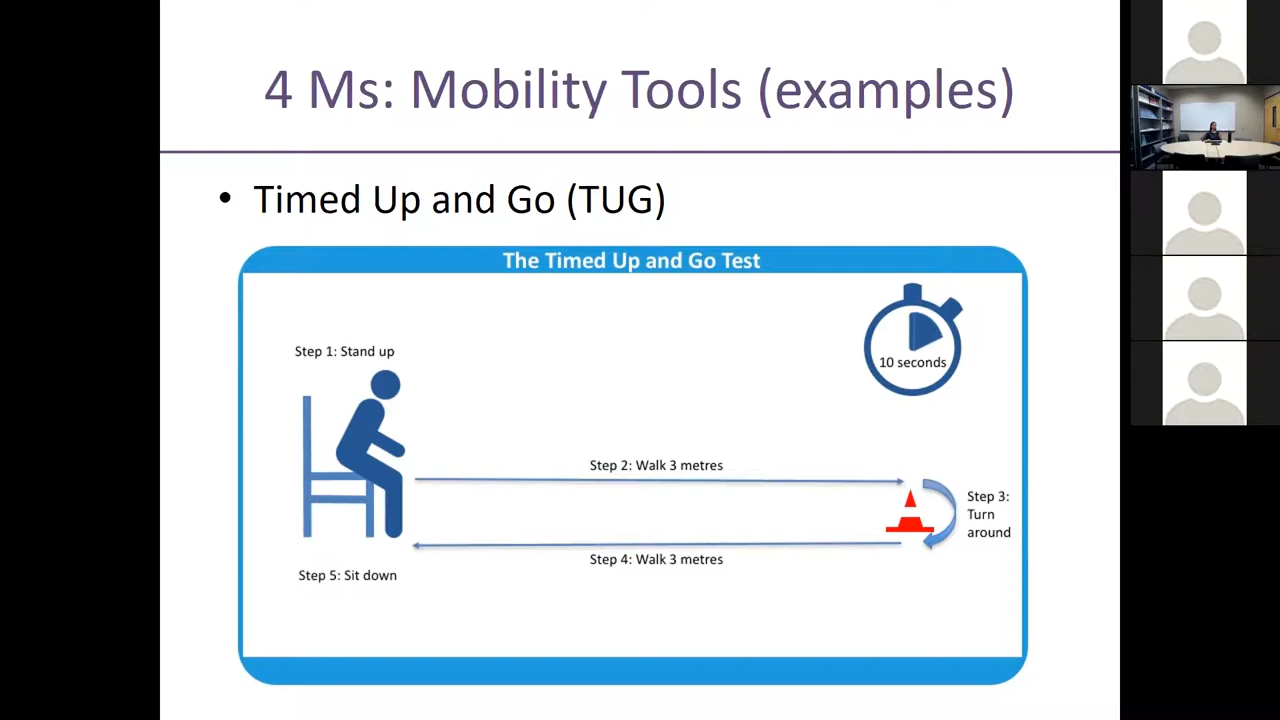 4 Ms: Mobility Tools (examples)
• Timed Up and Go (TUG)
The Timed Up and Go Test
10 seconds
Step 1: Stand up
Step 2: Walk 3 metres
Step 3:
Turn
around
Step 4: Walk 3 metres
Step 5: Sit down